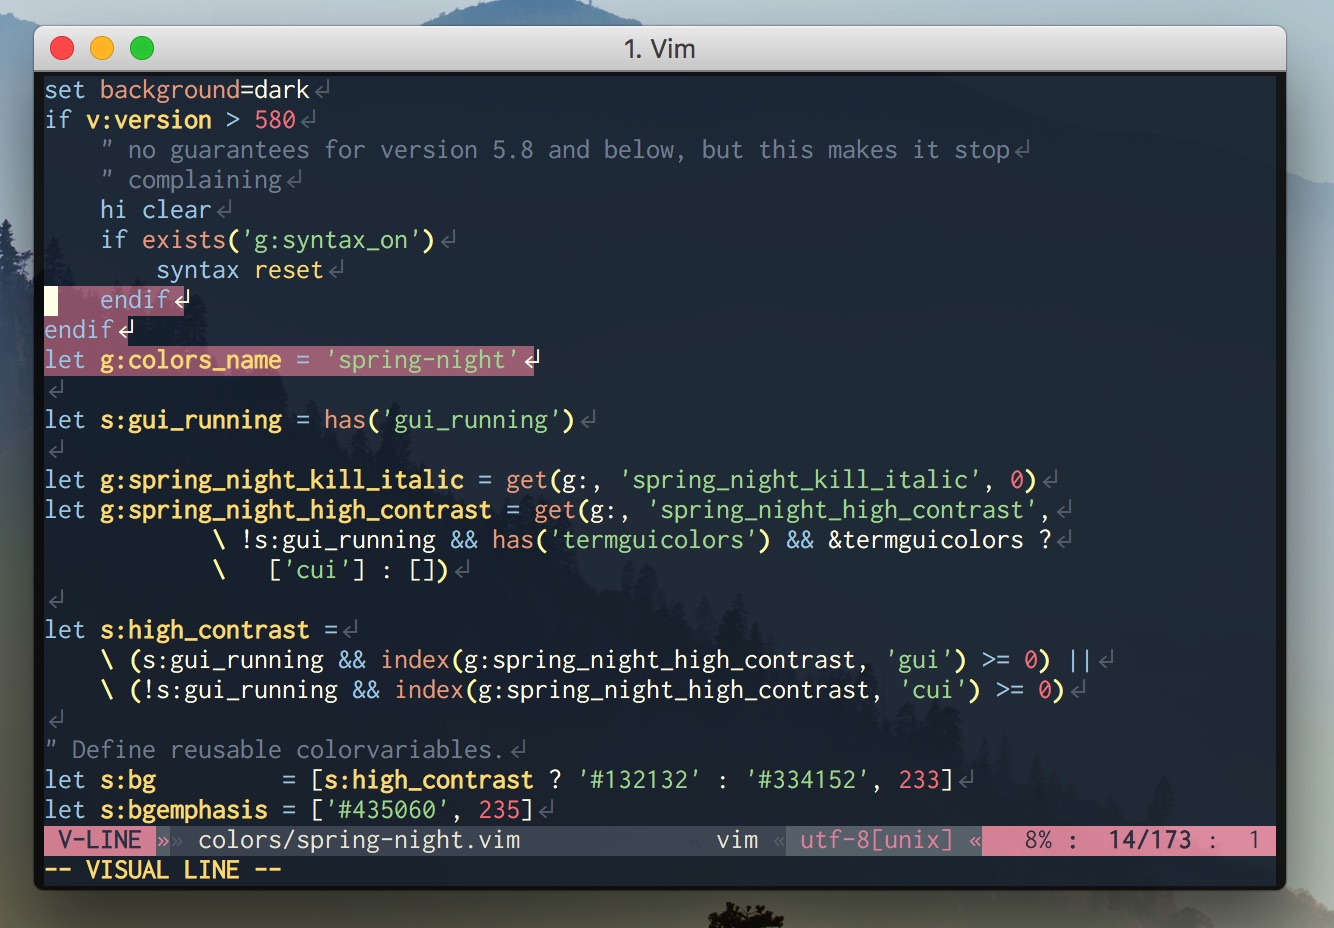 1. Vim
set background=dark↲
if v:version > 580↲
    " no guarantees for version 5.8 and below, but this makes it stop↲
    " complaining↲
    hi clear↲
    if exists('g:syntax_on')↲
        syntax reset↲
    endif↲
endif↲
let g:colors_name = 'spring-night'↲
↲
let s:gui_running = has('gui_running')↲
↲
let g:spring_night_kill_italic = get(g:, 'spring_night_kill_italic', 0)↲
let g:spring_night_high_contrast = get(g:, 'spring_night_high_contrast',↲
            \ !s:gui_running && has('termguicolors') && &termguicolors ?↲
            \   ['cui'] : [])↲
↲
let s:high_contrast =↲
    \ (s:gui_running && index(g:spring_night_high_contrast, 'gui') >= 0) ||↲
    \ (!s:gui_running && index(g:spring_night_high_contrast, 'cui') >= 0)↲
↲
" Define reusable colorvariables.↲
let s:bg         = [s:high_contrast ? '#132132' : '#334152', 233]↲
let s:bgemphasis = ['#435060', 235]↲
V-LINE »» colors/spring-night.vim « vim « utf-8[unix] « 8% : 14/173 : 1
-- VISUAL LINE --